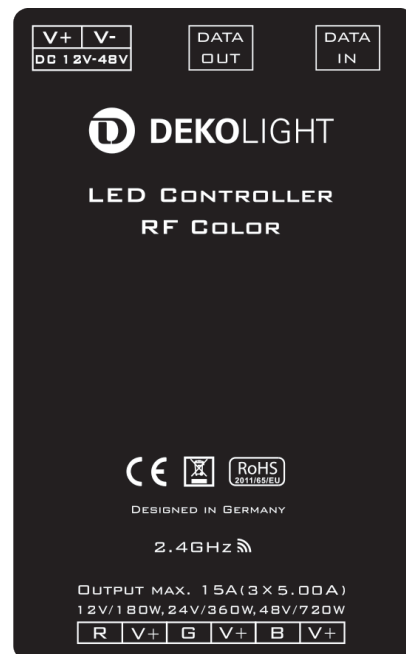 V+ V- DATA OUT DATA IN
DC 12V-48V
DEKOLIGHT
LED CONTROLLER
RF COLOR
CE RoHS
2011/65/EU
DESIGNED IN GERMANY
2.4GHZ
OUTPUT MAX. 15A(3X5.00A)
12V/180W,24V/360W,48V/720W
R V+ G V+ B V+